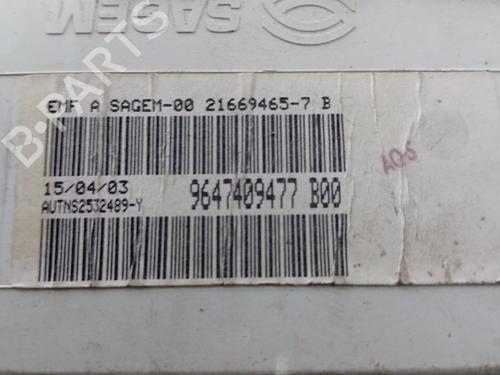 SAGEM
B-PARTS
EMF A SAGEM-00 21669465-7 B
15/04/03
AUTNS2532489-Y
9647409477 B00